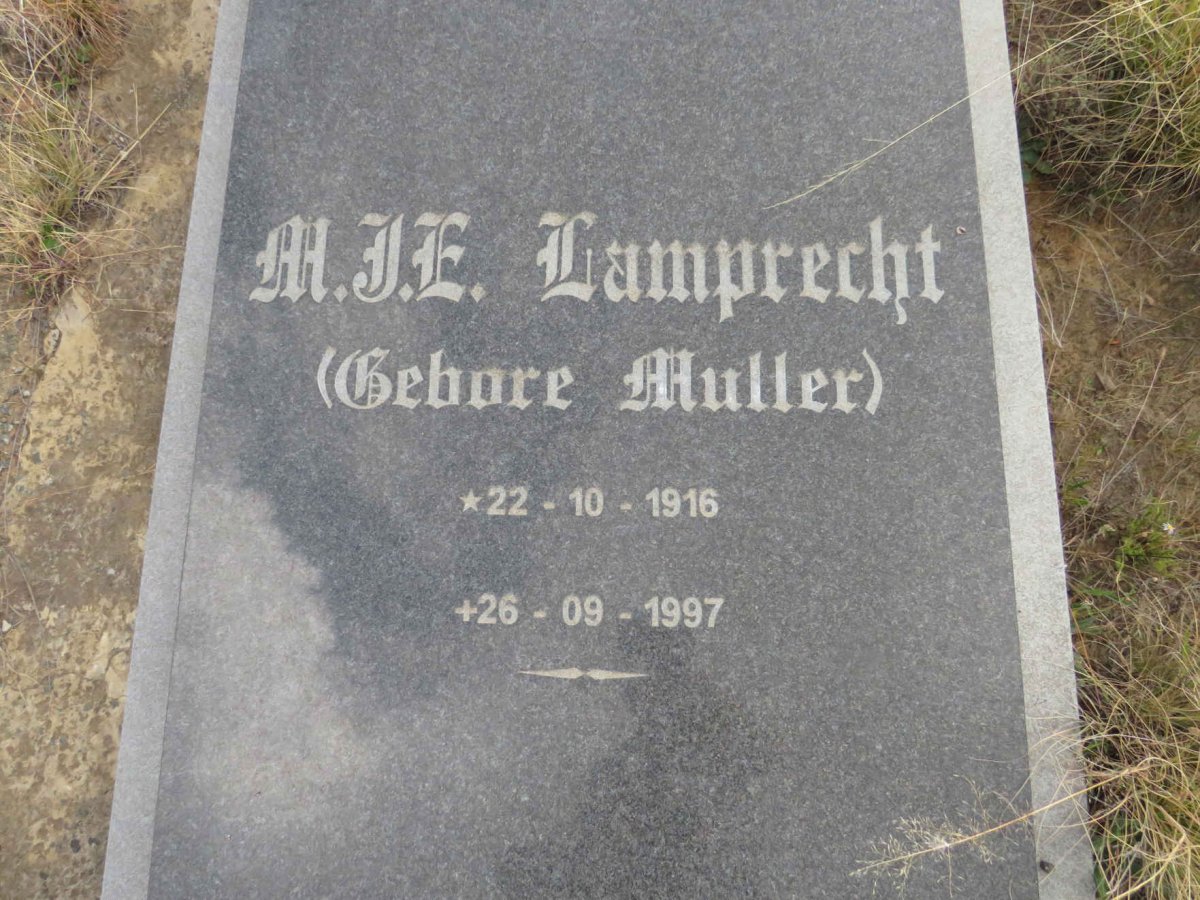 M.J.E. Lamprecht
(Gebore Muller)
★22 - 10 - 1916
+26 - 09 - 1997